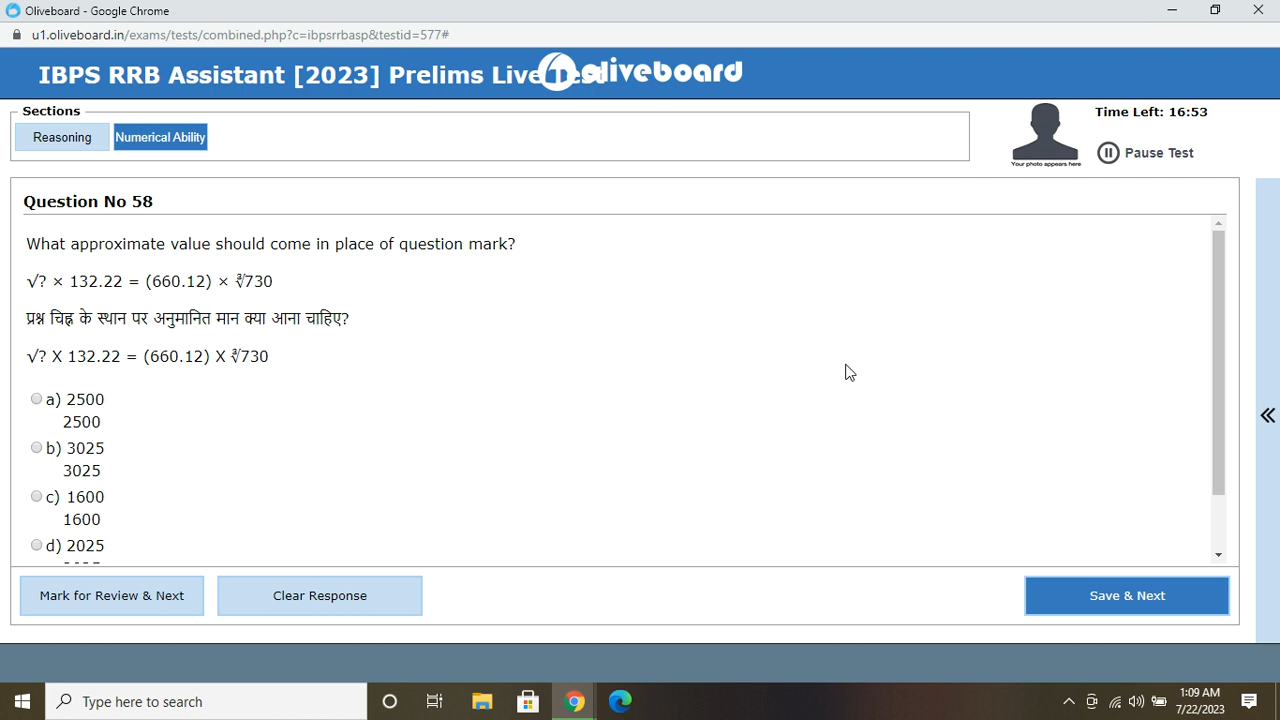 Oliveboard - Google Chrome
u1.oliveboard.in/exams/tests/combined.php?c=ibpsrrbasp&testid=577#
IBPS RRB Assistant [2023] Prelims Live Test
oliveboard
Sections
Reasoning
Numerical Ability
Your photo appears here
Time Left: 16:53
Pause Test
Question No 58
What approximate value should come in place of question mark?
√? × 132.22 = (660.12) × ∛730
प्रश्न चिह्न के स्थान पर अनुमानित मान क्या आना चाहिए?
√? X 132.22 = (660.12) X ∛730
a) 2500
2500
b) 3025
3025
c) 1600
1600
d) 2025
Mark for Review & Next
Clear Response
Save & Next
Type here to search
1:09 AM
7/22/2023